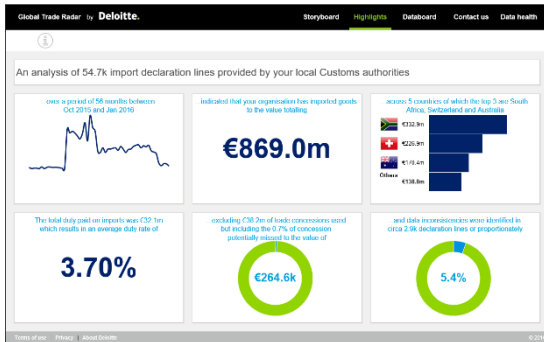 Global Trade Radar by Deloitte.
Storyboard Highlights Databoard Contact us Data health
An analysis of 54.7k import declaration lines provided by your local Customs authorities
...over a period of 56 months between
Oct 2015 and Jan 2016
...indicated that your organisation has imported goods
to the value totalling
€869.0m
...across 5 countries of which the top 3 are South
Africa, Switzerland and Australia
€332.9m
€226.9m
Others
The total duty paid on imports was €32.1m
which results in an average duty rate of
3.70%
excluding €38.2m of trade concessions used
but including the 0.7% of concession
potentially missed to the value of
€264.6k
and data inconsistencies were identified in
circa 2.9k declaration lines or proportionately
5.4%
Terms of use Privacy About Deloitte